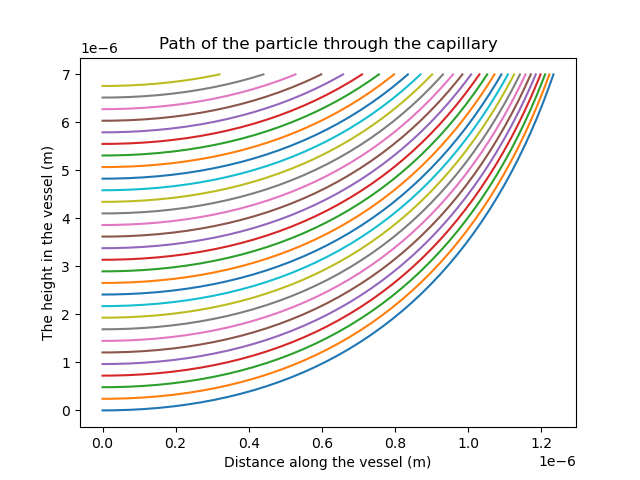 Path of the particle through the capillary
1e−6
7
6
5
4
3
2
1
0
The height in the vessel (m)
0.0 0.2 0.4 0.6 0.8 1.0 1.2
Distance along the vessel (m)
1e−6